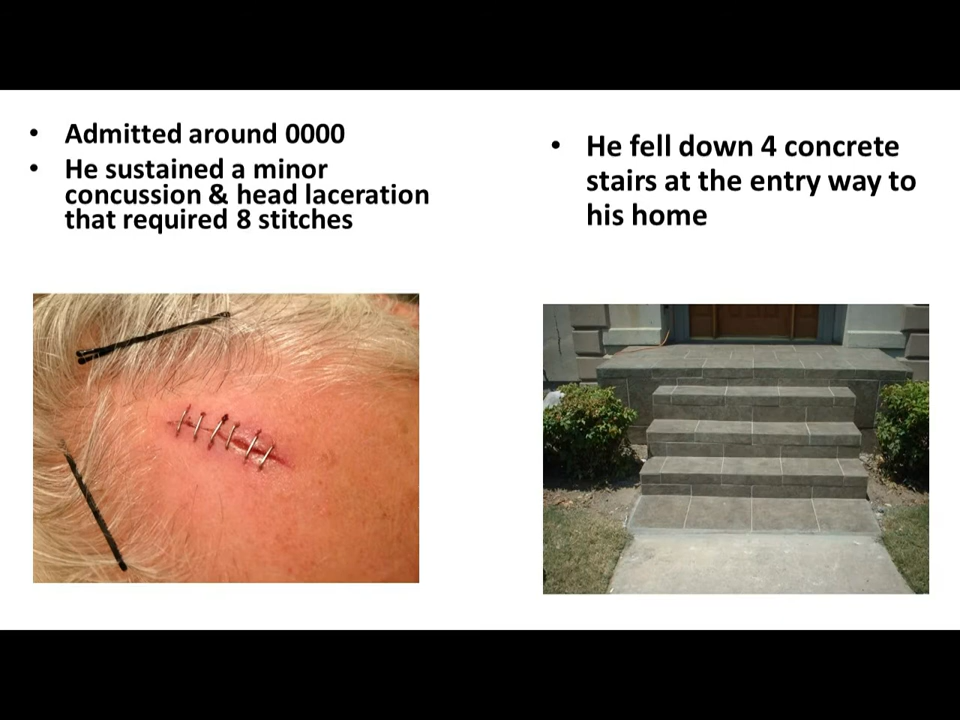 • Admitted around 0000
• He sustained a minor
concussion & head laceration
that required 8 stitches
• He fell down 4 concrete
stairs at the entry way to
his home